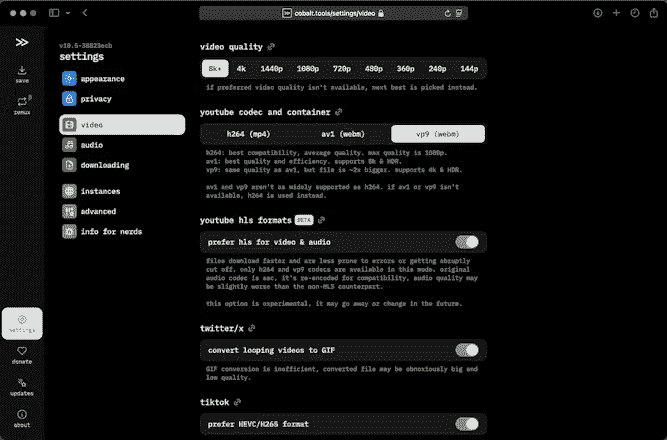 cobalt.tools/settings/video
v10.5-38823ecb
settings
save
remux
β
appearance
privacy
video
audio
downloading
instances
advanced
info for nerds
settings
donate
updates
about
video quality
8k+ 4k 1440p 1080p 720p 480p 360p 240p 144p
if preferred video quality isn't available, next best is picked instead.
youtube codec and container
h264 (mp4) av1 (webm) vp9 (webm)
h264: best compatibility, average quality. max quality is 1080p.
av1: best quality and efficiency. supports 8k & HDR.
vp9: same quality as av1, but file is ~2x bigger. supports 4k & HDR.
av1 and vp9 aren't as widely supported as h264. if av1 or vp9 isn't
available, h264 is used instead.
youtube hls formats BETA
prefer hls for video & audio
files download faster and are less prone to errors or getting abruptly
cut off. only h264 and vp9 codecs are available in this mode. original
audio codec is aac, it's re-encoded for compatibility, audio quality may
be slightly worse than the non-HLS counterpart.
this option is experimental, it may go away or change in the future.
twitter/x
convert looping videos to GIF
GIF conversion is inefficient, converted file may be obnoxiously big and
low quality.
tiktok
prefer HEVC/H265 format